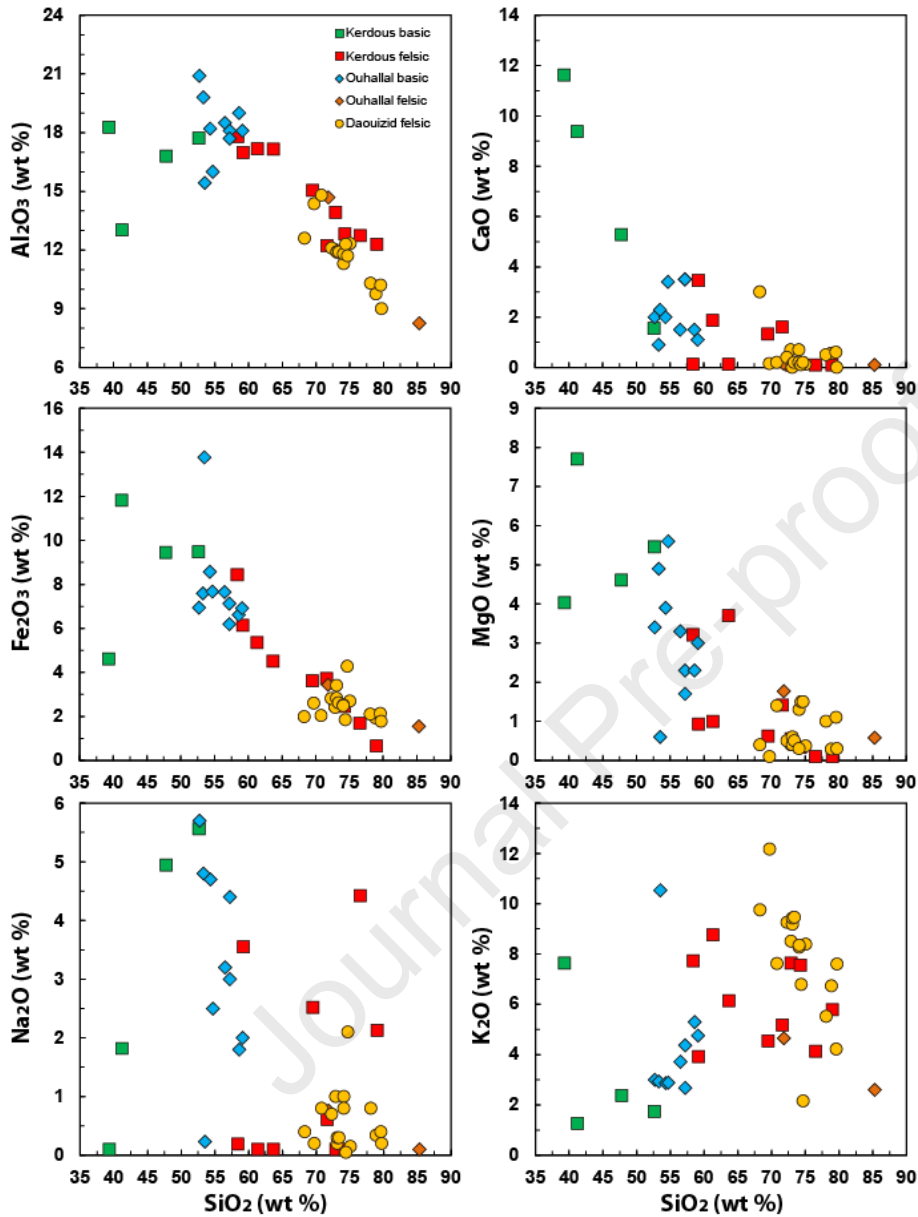 24
21
18
15
12
9
6
Al2O3 (wt %)
Kerdous basic
Kerdous felsic
Ouhallal basic
Ouhallal felsic
Daouizid felsic
35 40 45 50 55 60 65 70 75 80 85 90
14
12
10
8
6
4
2
0
CaO (wt %)
35 40 45 50 55 60 65 70 75 80 85 90
16
14
12
10
8
6
4
2
0
Fe2O3 (wt %)
35 40 45 50 55 60 65 70 75 80 85 90
9
8
7
6
5
4
3
2
1
0
MgO (wt %)
35 40 45 50 55 60 65 70 75 80 85 90
6
5
4
3
2
1
0
Na2O (wt %)
35 40 45 50 55 60 65 70 75 80 85 90
SiO2 (wt %)
14
12
10
8
6
4
2
0
K2O (wt %)
35 40 45 50 55 60 65 70 75 80 85 90
SiO2 (wt %)
Journal Pre-proof